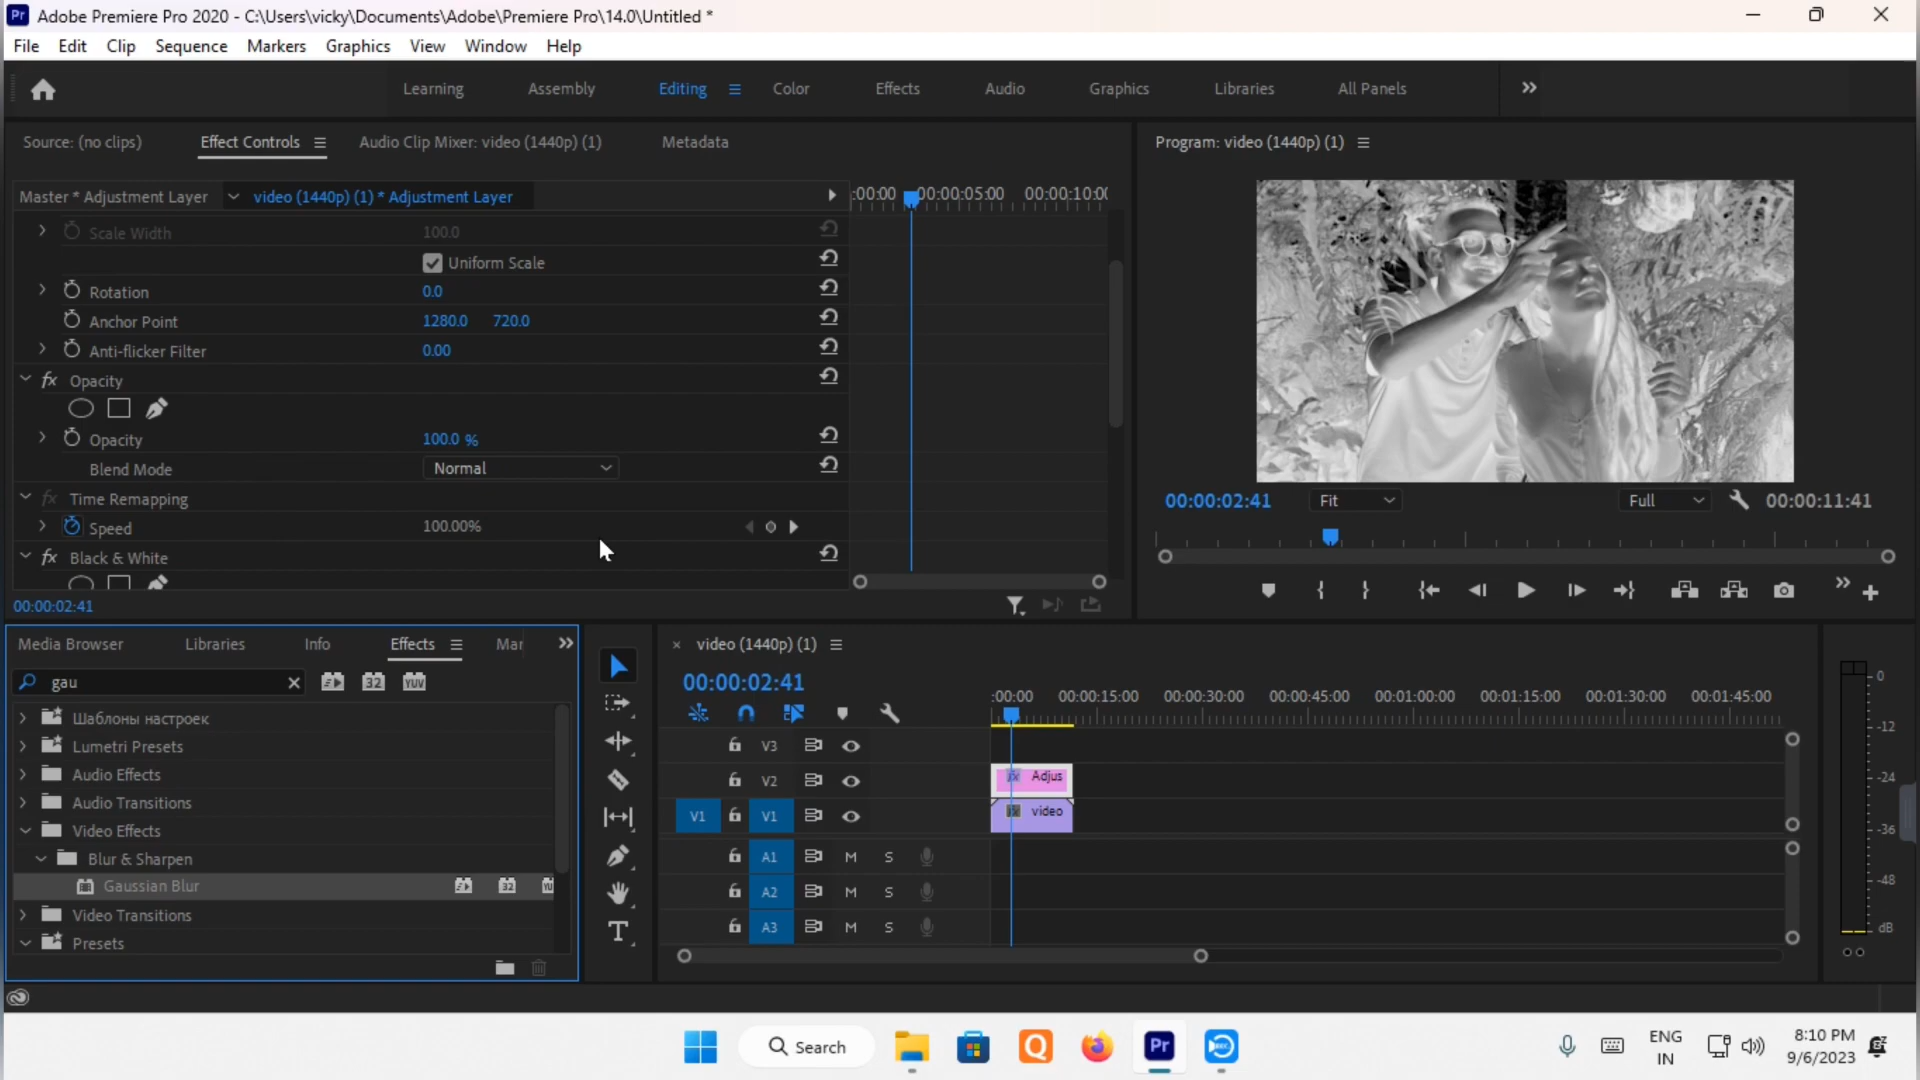 Adobe Premiere Pro 2020 - C:\Users\vicky\Documents\Adobe\Premiere Pro\14.0\Untitled *
File Edit Clip Sequence Markers Graphics View Window Help
Learning Assembly Editing Color Effects Audio Graphics Libraries All Panels
Source: (no clips) Effect Controls Audio Clip Mixer: video (1440p) (1) Metadata
Program: video (1440p) (1)
Master * Adjustment Layer video (1440p) (1) * Adjustment Layer
:00:00 00:00:05:00 00:00:10:00
Scale Width 100.0
Uniform Scale
Rotation 0.0
Anchor Point 1280.0 720.0
Anti-flicker Filter 0.00
fx Opacity
Opacity 100.0 %
Blend Mode Normal
fx Time Remapping
Speed 100.00%
fx Black & White
00:00:02:41
00:00:02:41 Fit Full 00:00:11:41
Media Browser Libraries Info Effects Mar
gau
32 YUV
Шаблоны настроек
Lumetri Presets
Audio Effects
Audio Transitions
Video Effects
Blur & Sharpen
Gaussian Blur 32 YU
Video Transitions
Presets
video (1440p) (1)
00:00:02:41
:00:00 00:00:15:00 00:00:30:00 00:00:45:00 00:01:00:00 00:01:15:00 00:01:30:00 00:01:45:00
V3
V2 fx Adjus
V1 V1 fx video
A1 M S
A2 M S
A3 M S
0
-12
-24
-36
-48
dB
Search
Pr
ENG
IN
8:10 PM
9/6/2023